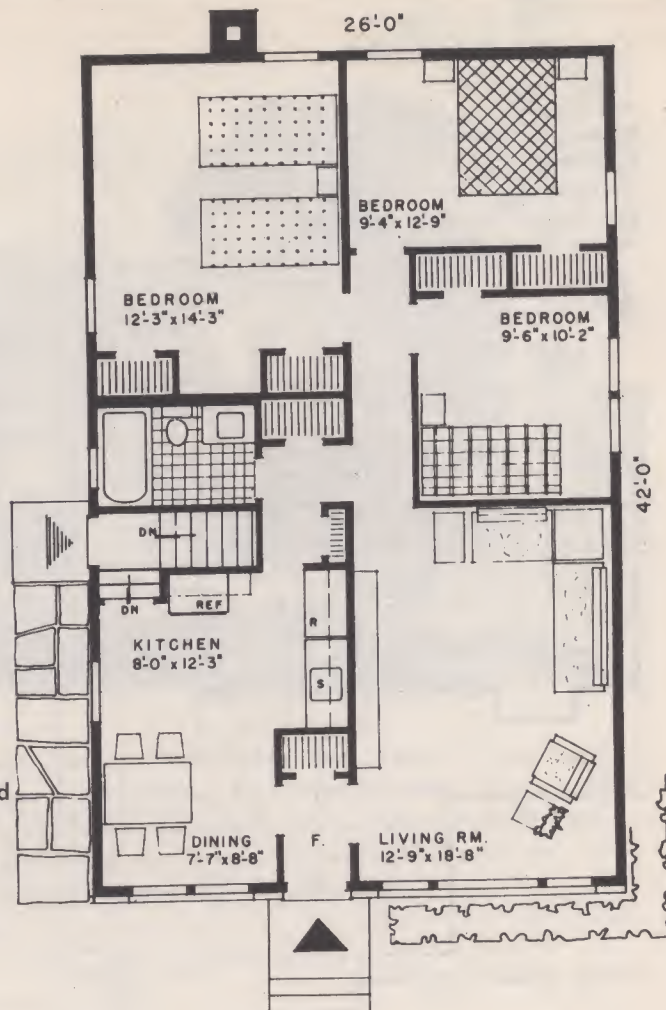 26'-0"
BEDROOM
9'-4" x 12'-9"
BEDROOM
12'-3" x 14'-3"
BEDROOM
9'-6" x 10'-2"
42'-0"
DN
DN
REF
R
KITCHEN
8'-0" x 12'-3"
S
d
DINING
7'-7" x 8'-8"
F.
LIVING RM.
12'-9" x 18'-8"